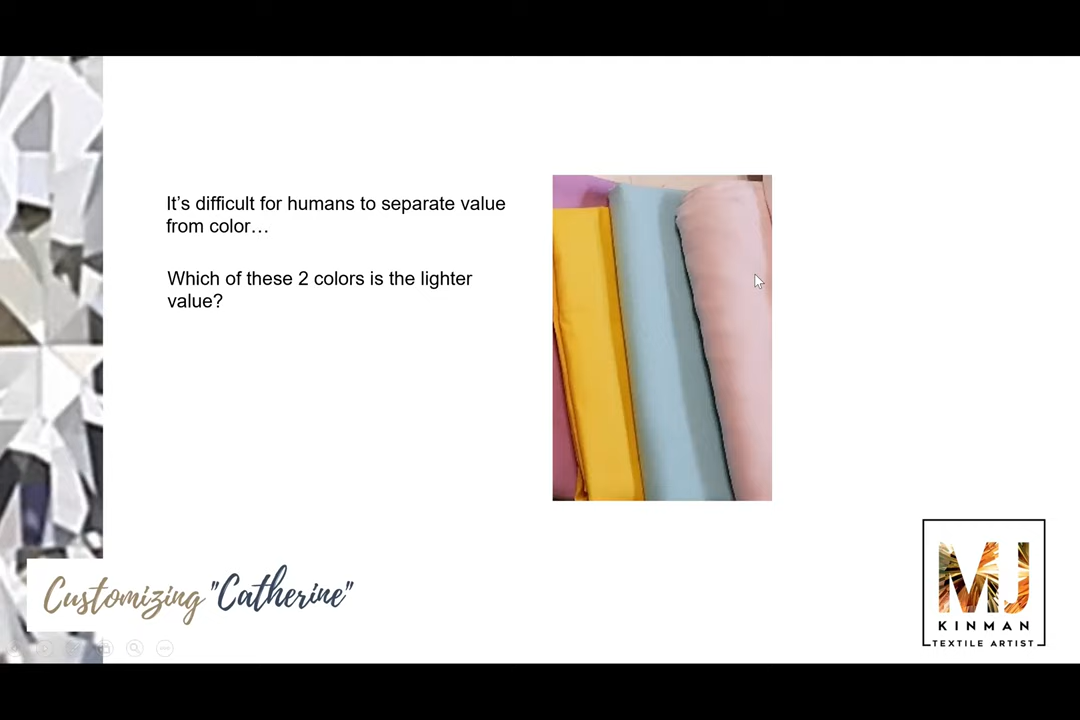 It’s difficult for humans to separate value
from color…
Which of these 2 colors is the lighter
value?
Customizing "Catherine"
MJ
KINMAN
TEXTILE ARTIST